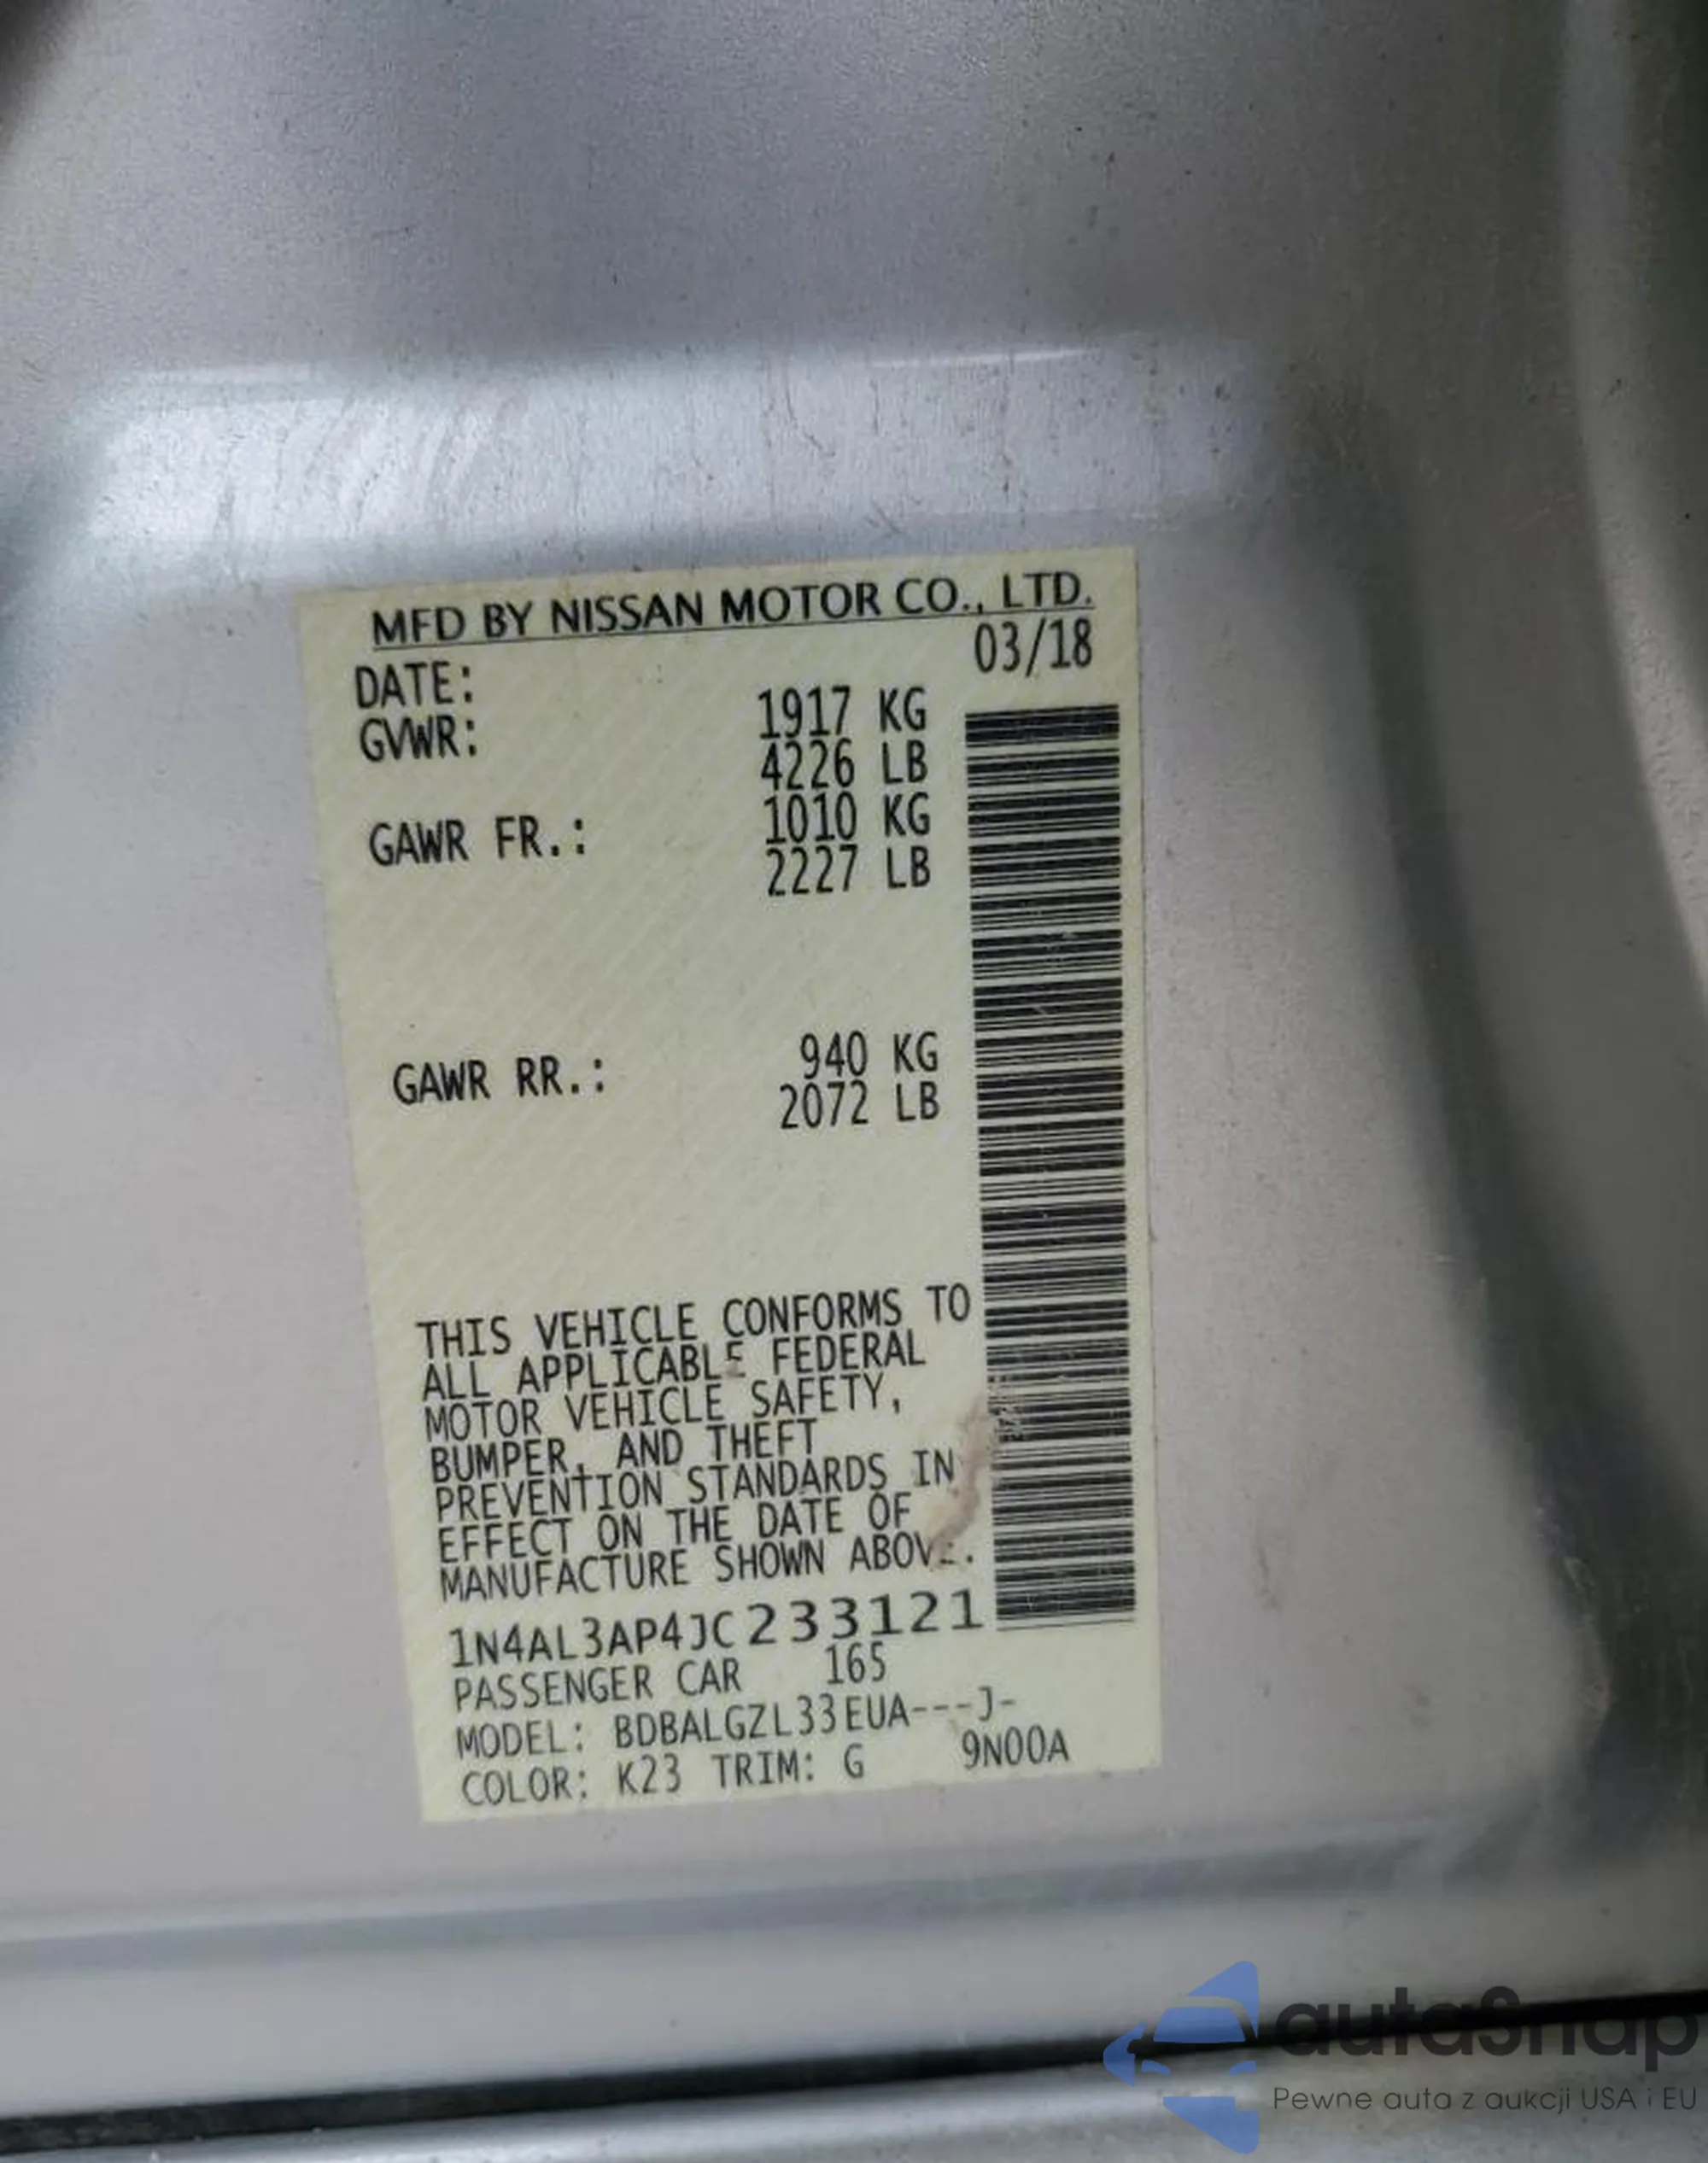 MFD BY NISSAN MOTOR CO., LTD.
DATE: 03/18
GVWR: 1917 KG
4226 LB
GAWR FR.: 1010 KG
2227 LB
GAWR RR.: 940 KG
2072 LB
THIS VEHICLE CONFORMS TO
ALL APPLICABLE FEDERAL
MOTOR VEHICLE SAFETY,
BUMPER, AND THEFT
PREVENTION STANDARDS IN
EFFECT ON THE DATE OF
MANUFACTURE SHOWN ABOVE.
1N4AL3AP4JC233121
PASSENGER CAR 165
MODEL: BDBALGZL33EUA---J-
COLOR: K23 TRIM: G 9N00A
autaSnap
Pewne auta z aukcji USA i EU